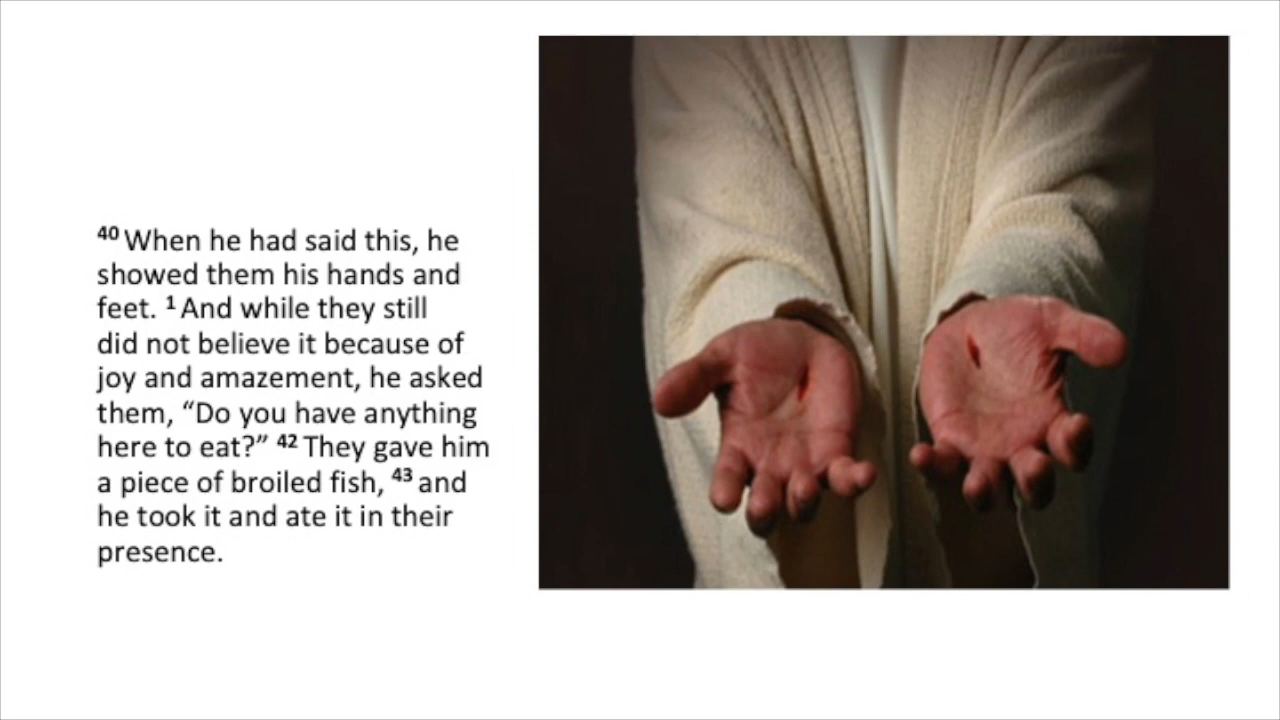 40 When he had said this, he
showed them his hands and
feet. 1 And while they still
did not believe it because of
joy and amazement, he asked
them, “Do you have anything
here to eat?” 42 They gave him
a piece of broiled fish, 43 and
he took it and ate it in their
presence.